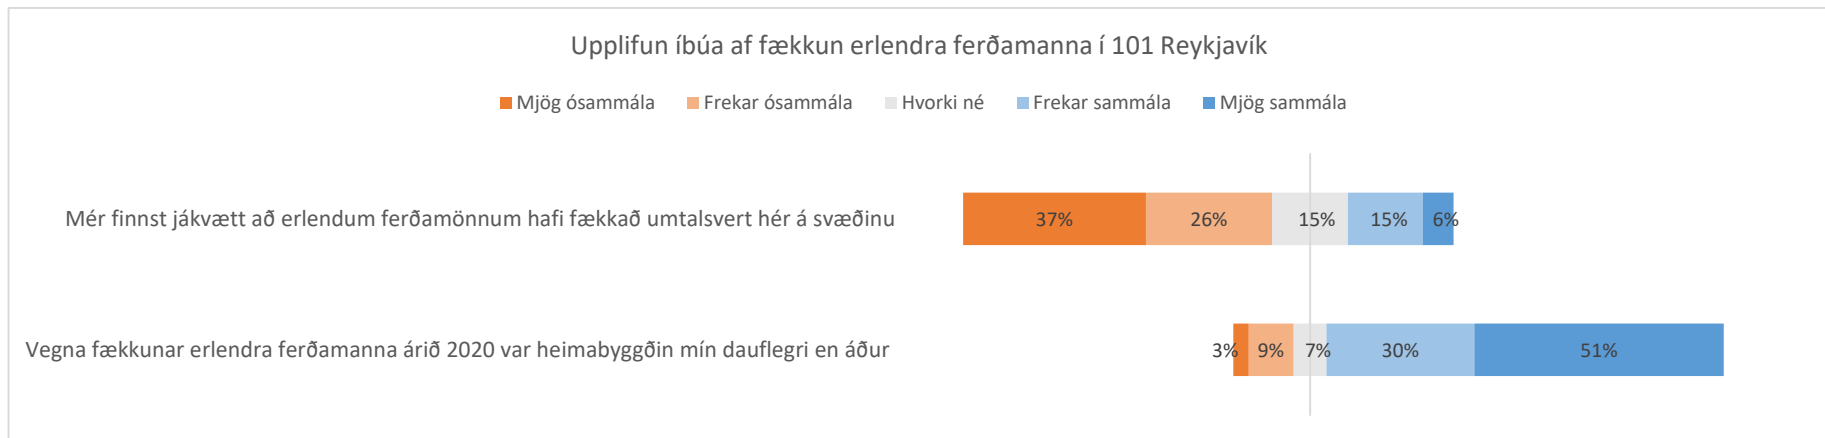 Upplifun íbúa af fækkun erlendra ferðamanna í 101 Reykjavík
Mjög ósammála Frekar ósammála Hvorki né Frekar sammála Mjög sammála
Mér finnst jákvætt að erlendum ferðamönnum hafi fækkað umtalsvert hér á svæðinu 37% 26% 15% 15% 6%
Vegna fækkunar erlendra ferðamanna árið 2020 var heimabyggðin mín dauflegri en áður 3% 9% 7% 30% 51%